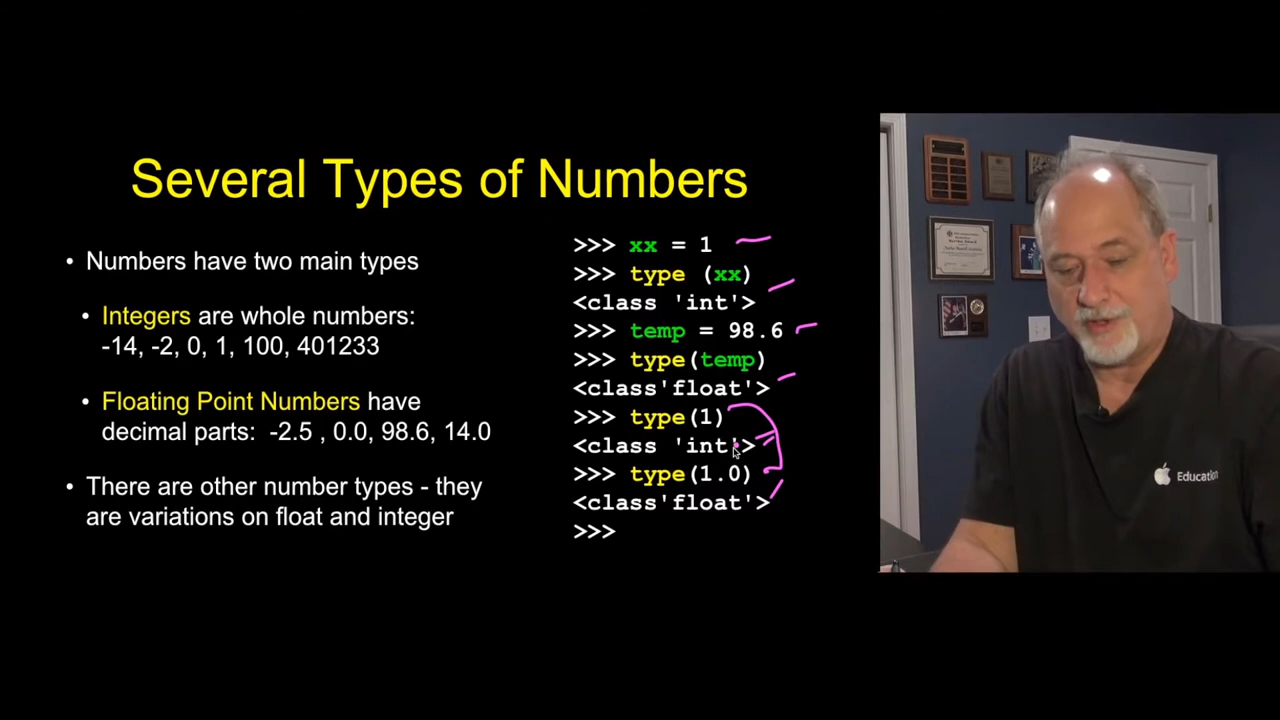 Several Types of Numbers
• Numbers have two main types
• Integers are whole numbers:
-14, -2, 0, 1, 100, 401233
• Floating Point Numbers have
decimal parts:  -2.5 , 0.0, 98.6, 14.0
• There are other number types - they
are variations on float and integer
>>> xx = 1
>>> type (xx)
<class 'int'>
>>> temp = 98.6
>>> type(temp)
<class'float'>
>>> type(1)
<class 'int'>
>>> type(1.0)
<class'float'>
>>>
Education